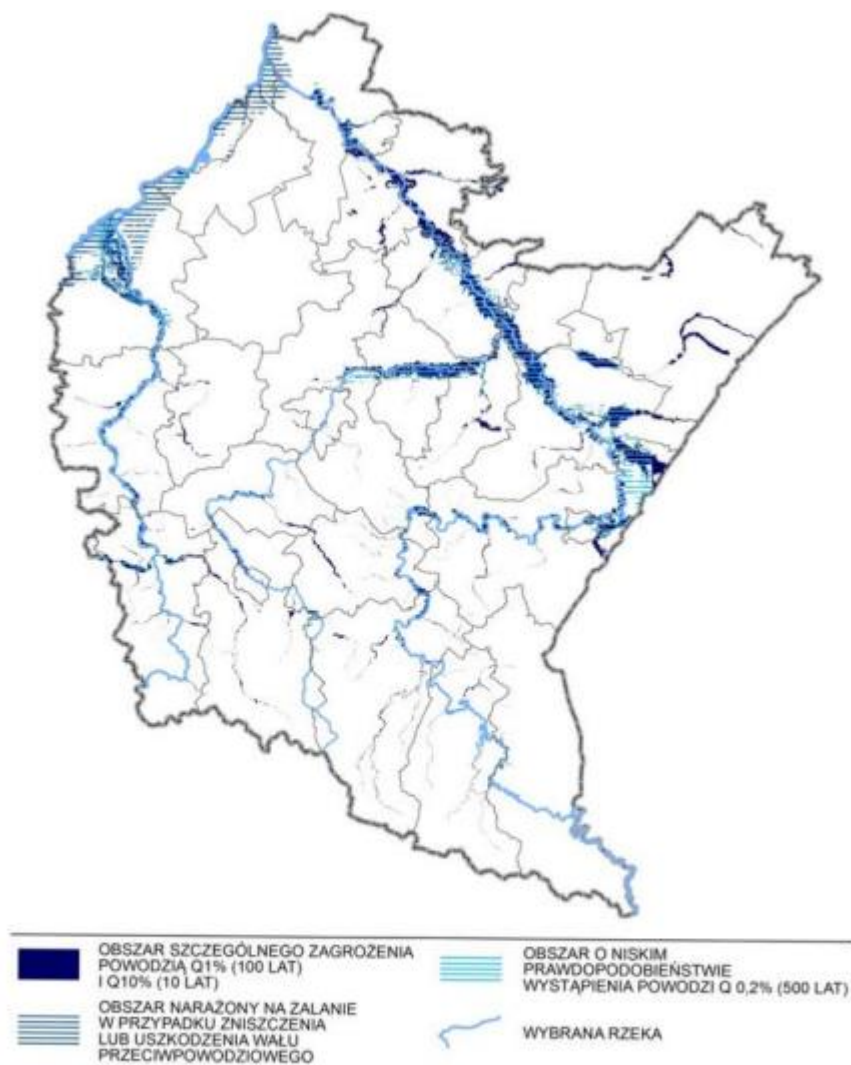 OBSZAR SZCZEGÓLNEGO ZAGROŻENIA
POWODZIĄ Q1% (100 LAT)
I Q10% (10 LAT)
OBSZAR NARAŻONY NA ZALANIE
W PRZYPADKU ZNISZCZENIA
LUB USZKODZENIA WAŁU
PRZECIWPOWODZIOWEGO
OBSZAR O NISKIM
PRAWDOPODOBIEŃSTWIE
WYSTĄPIENIA POWODZI Q 0,2% (500 LAT)
WYBRANA RZEKA